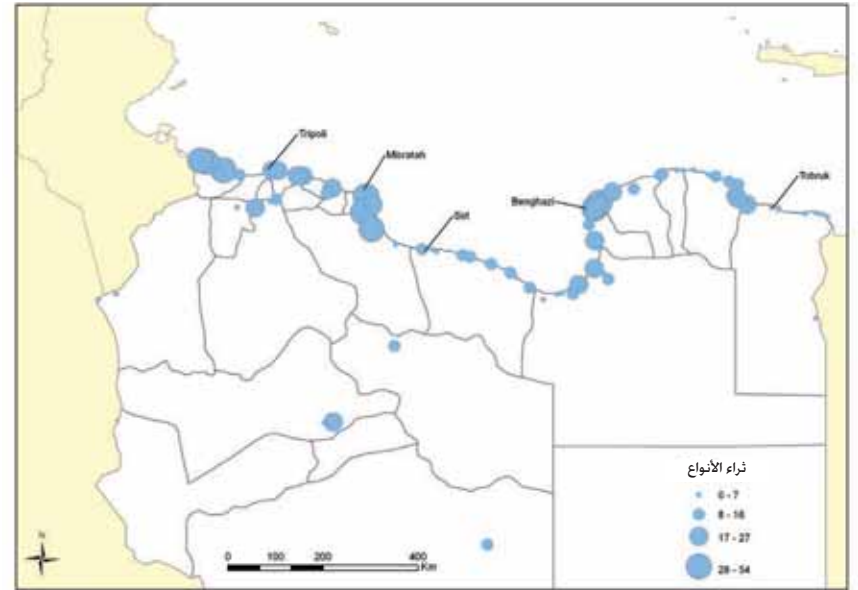 Tripoli
Misratah
Sirt
Benghazi
Tobruk
ثراء الأنواع
0 - 7
8 - 16
17 - 27
28 - 54
N
0 100 200 400
Km